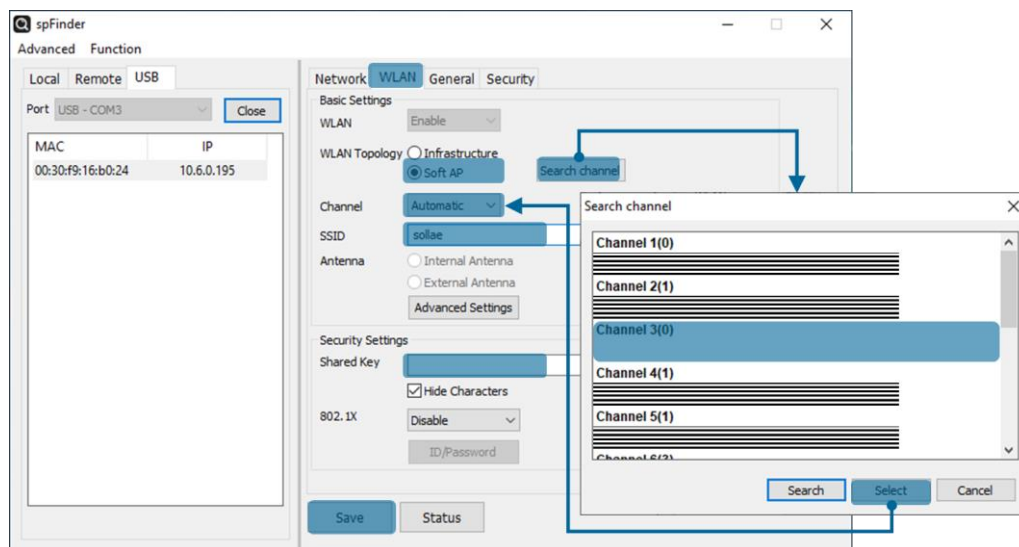 spFinder
Advanced Function
Local Remote USB
Port USB - COM3 Close
MAC IP
00:30:f9:16:b0:24 10.6.0.195
Network WLAN General Security
Basic Settings
WLAN Enable
WLAN Topology Infrastructure
Soft AP Search channel
Channel Automatic
SSID sollae
Antenna Internal Antenna
External Antenna
Advanced Settings
Security Settings
Shared Key
Hide Characters
802.1X Disable
ID/Password
Save Status
Search channel
Channel 1(0)
Channel 2(1)
Channel 3(0)
Channel 4(1)
Channel 5(1)
Channel 6(3)
Search Select Cancel